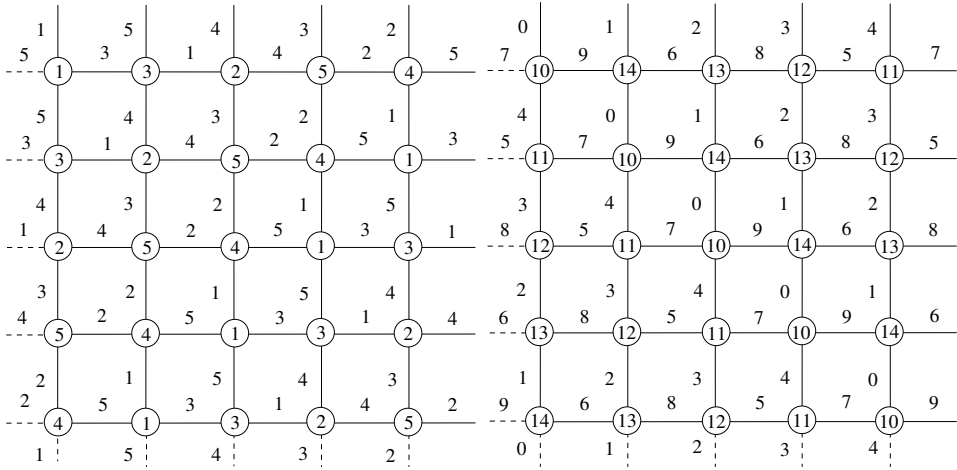 1 5 4 3 2 0 1 2 3 4
5 3 1 4 2 5 7 9 6 8 5 7
1 3 2 5 4 10 14 13 12 11
5 4 3 2 1 4 0 1 2 3
3 1 4 2 5 3 5 7 9 6 8 5
3 2 5 4 1 11 10 14 13 12
4 3 2 1 5 3 4 0 1 2
1 4 2 5 3 1 8 5 7 9 6 8
2 5 4 1 3 12 11 10 14 13
3 2 1 5 4 2 3 4 0 1
4 2 5 3 1 4 6 8 5 7 9 6
5 4 1 3 2 13 12 11 10 14
2 1 5 4 3 1 2 3 4 0
2 5 3 1 4 2 9 6 8 5 7 9
4 1 3 2 5 14 13 12 11 10
1 5 4 3 2 0 1 2 3 4